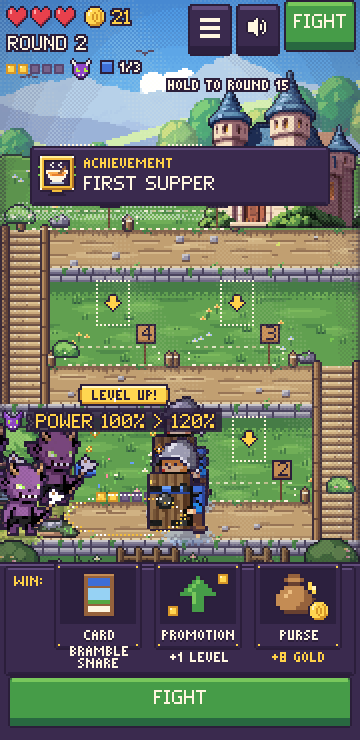 21
FIGHT
ROUND 2
1/3
HOLD TO ROUND 15
ACHIEVEMENT
FIRST SUPPER
4
3
LEVEL UP!
POWER 100% > 120%
2
WIN:
CARD
BRAMBLE
SNARE
PROMOTION
+1 LEVEL
PURSE
+8 GOLD
FIGHT